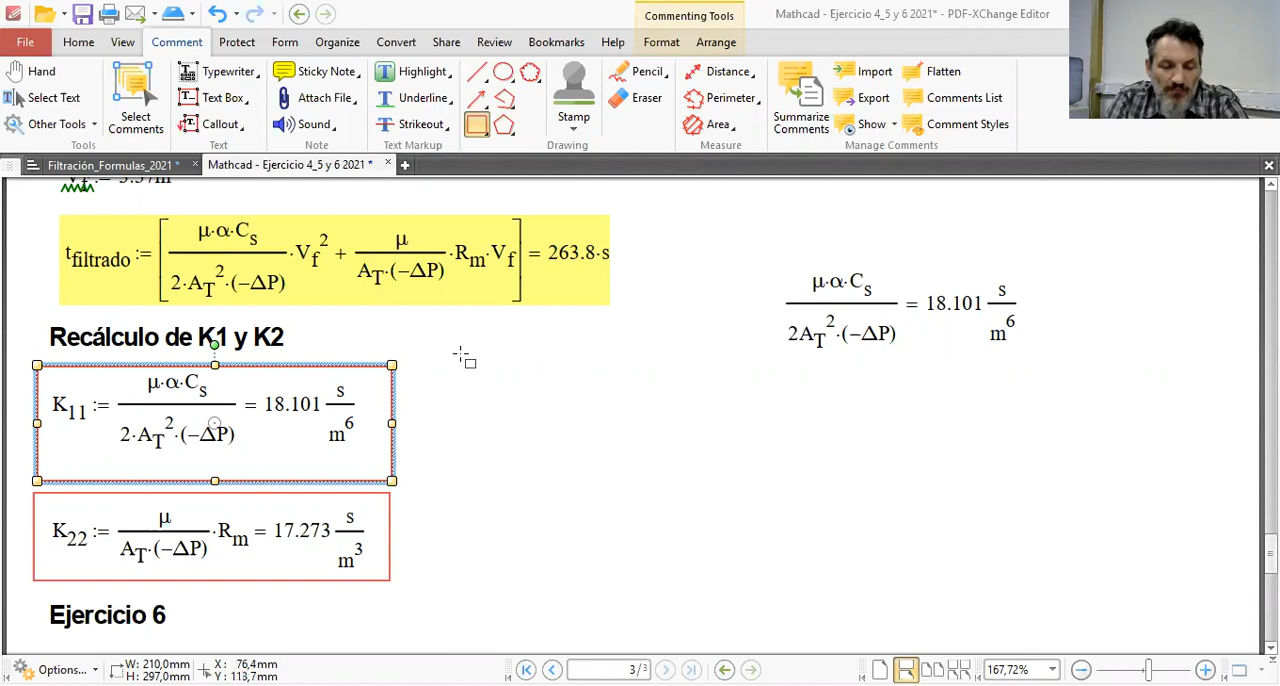 Commenting Tools
Mathcad - Ejercicio 4_5 y 6 2021* - PDF-XChange Editor
File Home View Comment Protect Form Organize Convert Share Review Bookmarks Help Format Arrange
Hand
Select Text
Other Tools
Tools
Select Comments
Typewriter
Text Box
Callout
Text
Sticky Note
Attach File
Sound
Highlight
Underline
Strikeout
Text Markup
Pencil
Eraser
Stamp
Drawing
Distance
Perimeter
Area
Measure
Summarize Comments
Import
Export
Show
Flatten
Comments List
Comment Styles
Manage Comments
Filtración_Formulas_2021 *
Mathcad - Ejercicio 4_5 y 6 2021 *
t_filtrado := [ μ·α·C_s / (2·A_T^2·(−ΔP)) ·V_f^2 + μ / (A_T·(−ΔP)) ·R_m·V_f ] = 263.8·s
μ·α·C_s / (2A_T^2·(−ΔP)) = 18.101 s/m^6
Recálculo de K1 y K2
K_11 := μ·α·C_s / (2·A_T^2·(−ΔP)) = 18.101 s/m^6
K_22 := μ / (A_T·(−ΔP)) ·R_m = 17.273 s/m^3
Ejercicio 6
Options...
W: 210,0mm
H: 297,0mm
X: 76,4mm
Y: 113,7mm
3/3
167,72%